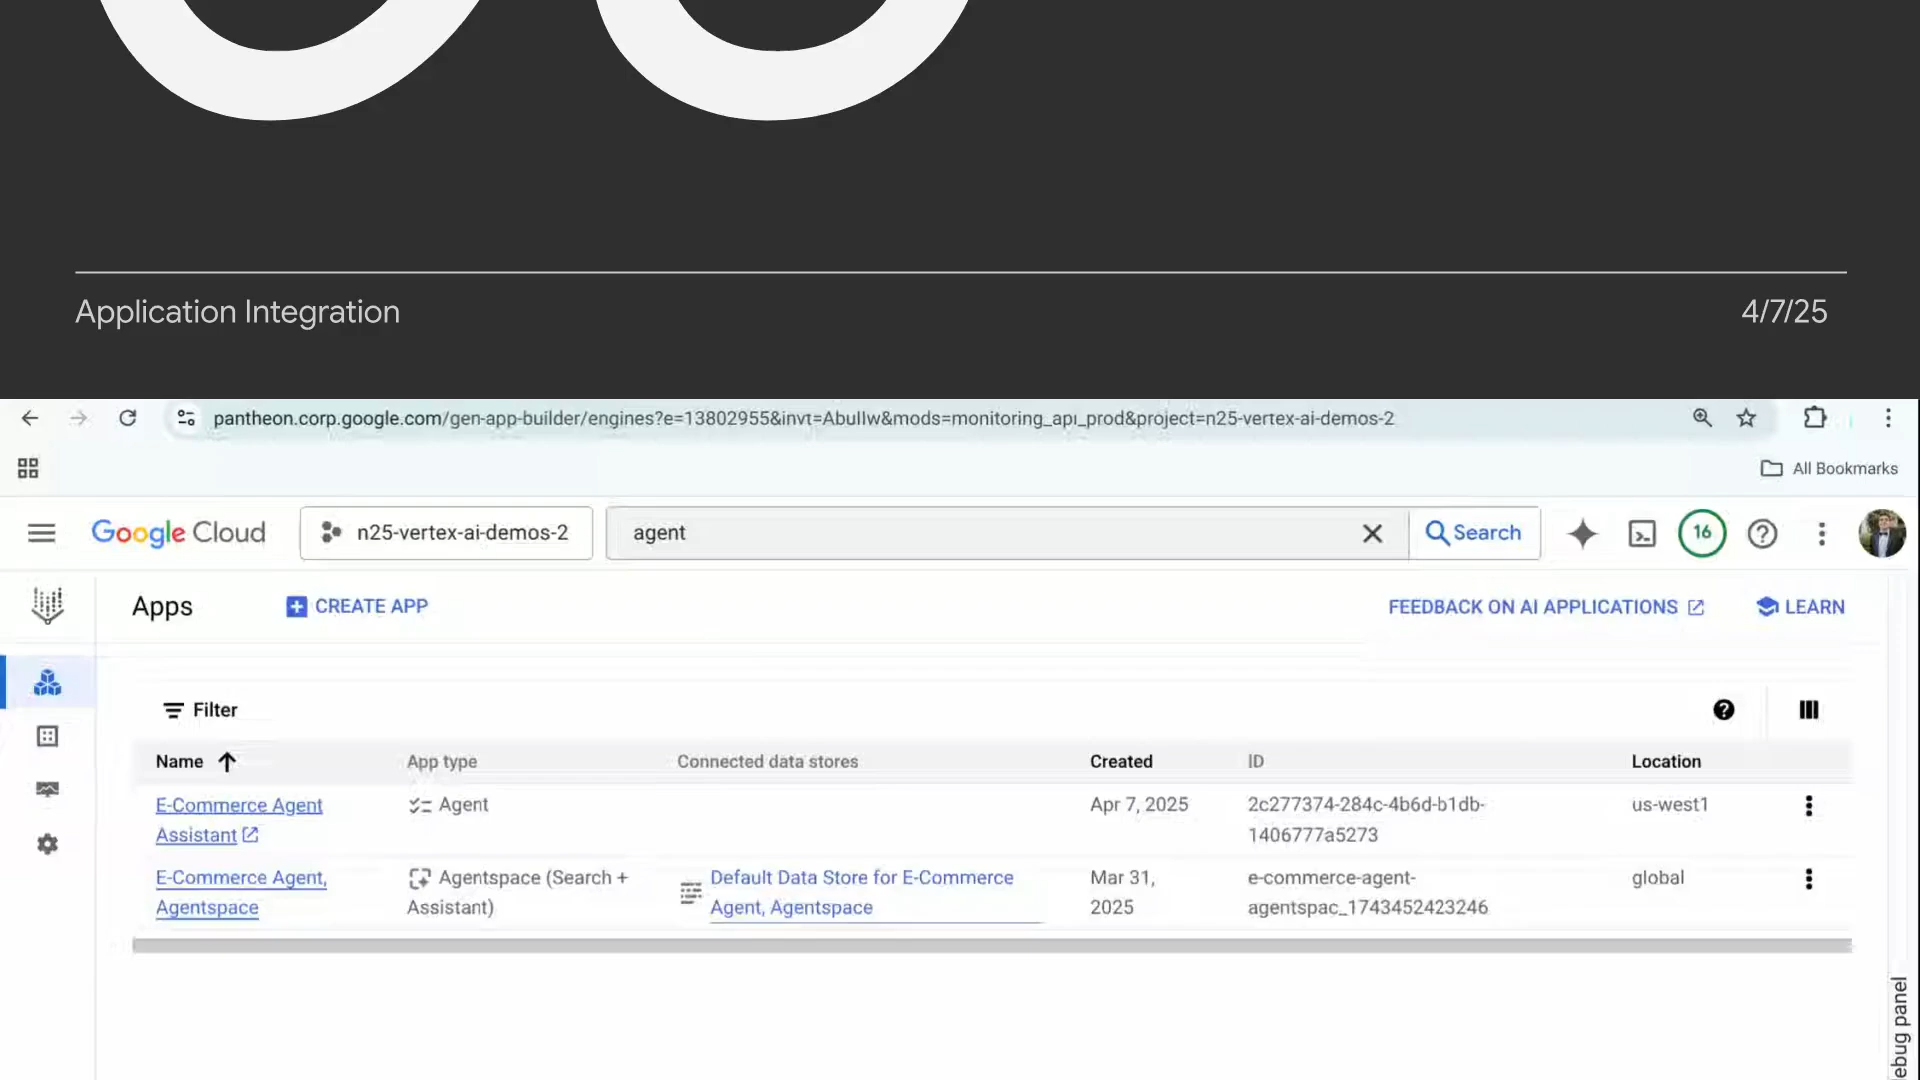 Application Integration
4/7/25
pantheon.corp.google.com/gen-app-builder/engines?e=13802955&invt=Abullw&mods=monitoring_api_prod&project=n25-vertex-ai-demos-2
All Bookmarks
Google Cloud
n25-vertex-ai-demos-2
agent
Search
16
Apps
CREATE APP
FEEDBACK ON AI APPLICATIONS
LEARN
Filter
Name
App type
Connected data stores
Created
ID
Location
E-Commerce Agent
Assistant
Agent
Apr 7, 2025
2c277374-284c-4b6d-b1db-
1406777a5273
us-west1
E-Commerce Agent,
Agentspace
Agentspace (Search +
Assistant)
Default Data Store for E-Commerce
Agent, Agentspace
Mar 31,
2025
e-commerce-agent-
agentspac_1743452423246
global
ebug panel